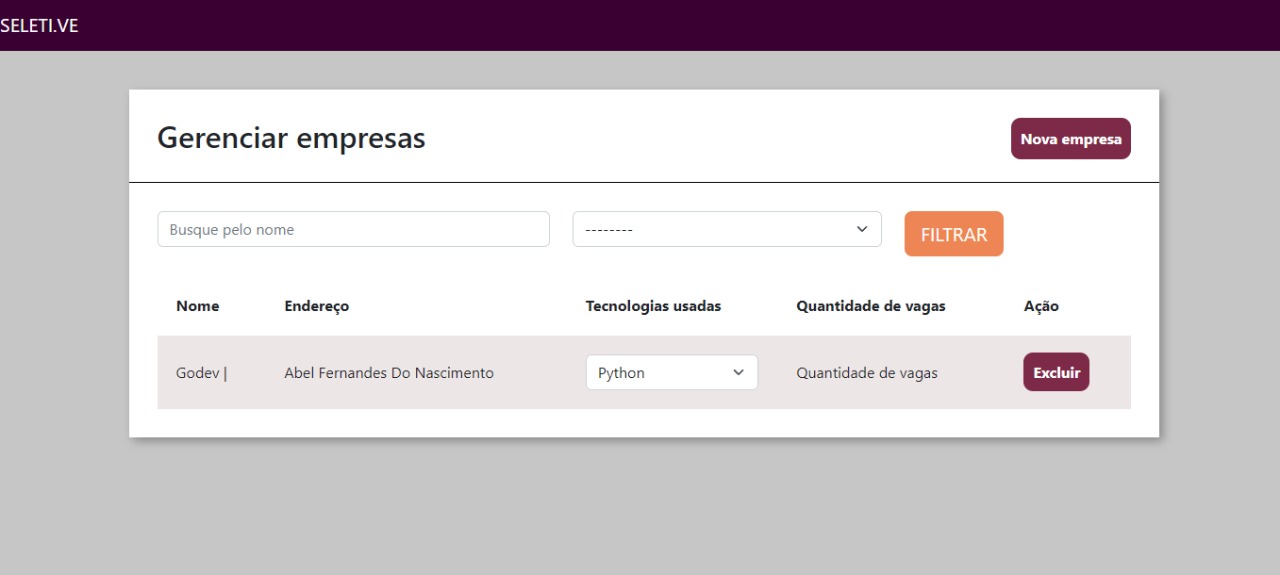 SELETI.VE
Gerenciar empresas
Nova empresa
Busque pelo nome
--------
FILTRAR
Nome Endereço Tecnologias usadas Quantidade de vagas Ação
Godev | Abel Fernandes Do Nascimento Python Quantidade de vagas Excluir